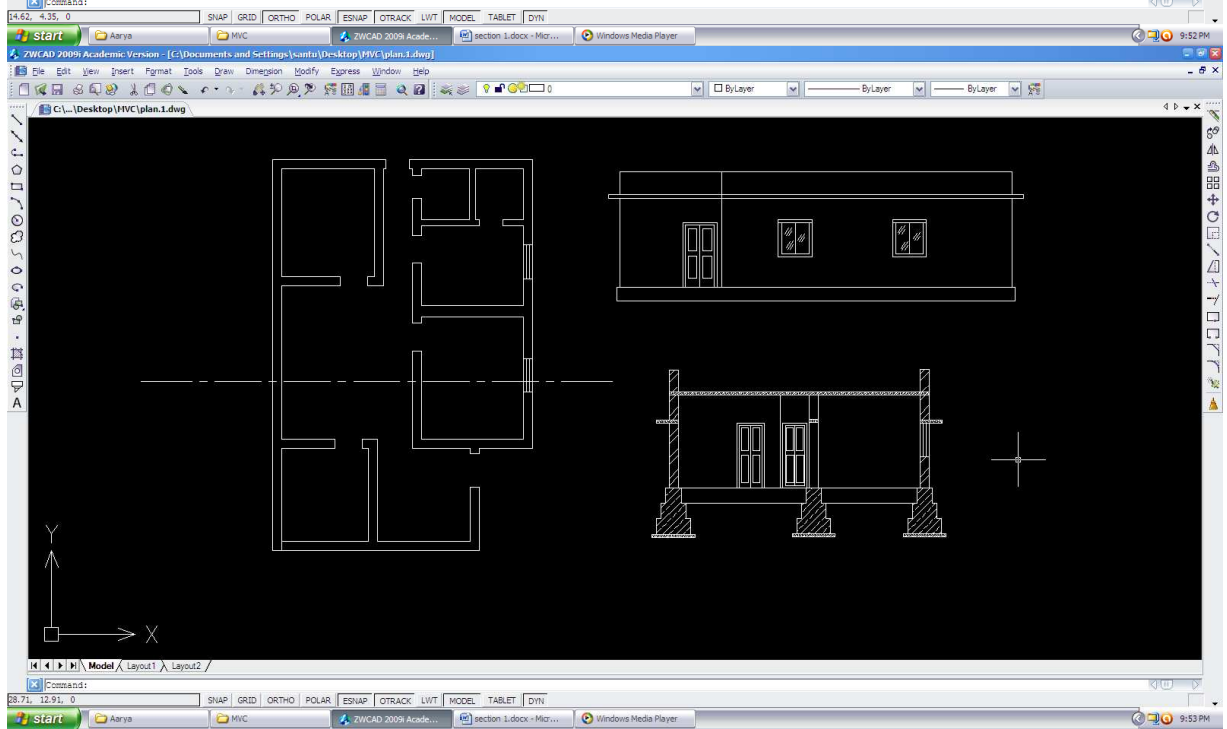 Command:
14.62, 4.35, 0 SNAP GRID ORTHO POLAR ESNAP OTRACK LWT MODEL TABLET DYN
start Aarya MVC ZWCAD 2009i Acade... section 1.docx - Micr... Windows Media Player 9:52 PM
ZWCAD 2009i Academic Version - [C:\Documents and Settings\santu\Desktop\MVC\plan.1.dwg]
File Edit View Insert Format Tools Draw Dimension Modify Express Window Help
0 ByLayer ByLayer ByLayer
C:\...\Desktop\MVC\plan.1.dwg
A
Y
X
Model Layout1 Layout2
Command:
28.71, 12.91, 0 SNAP GRID ORTHO POLAR ESNAP OTRACK LWT MODEL TABLET DYN
start Aarya MVC ZWCAD 2009i Acade... section 1.docx - Micr... Windows Media Player 9:53 PM